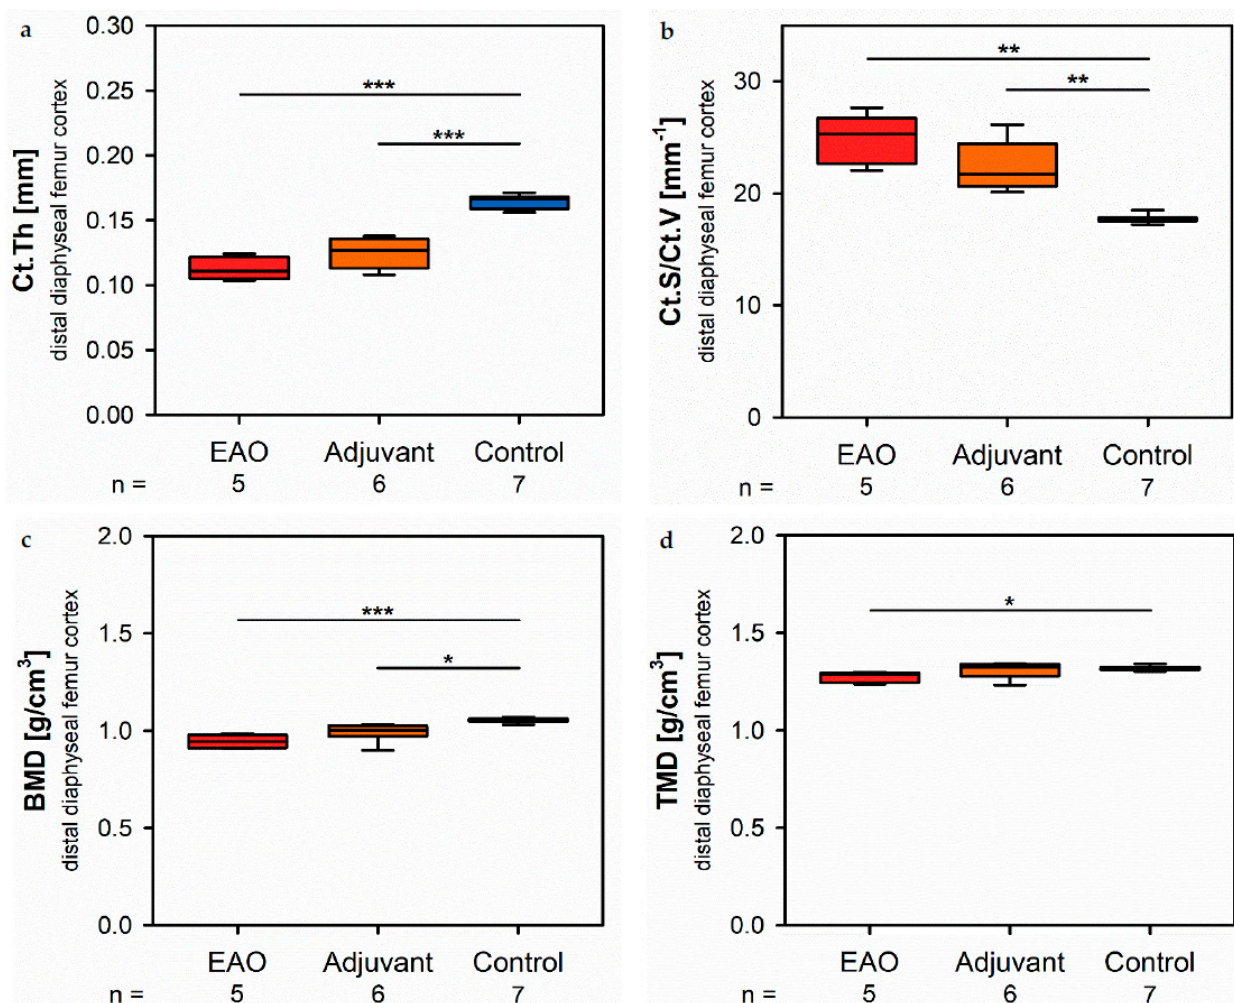 a
Ct.Th [mm]
distal diaphyseal femur cortex
0.30
0.25
0.20
0.15
0.10
0.05
0.00
***
***
EAO
Adjuvant
Control
n =
5
6
7
b
Ct.S/Ct.V [mm⁻¹]
distal diaphyseal femur cortex
30
20
10
0
**
**
EAO
Adjuvant
Control
n =
5
6
7
c
BMD [g/cm³]
distal diaphyseal femur cortex
2.0
1.5
1.0
0.5
0.0
***
*
EAO
Adjuvant
Control
n =
5
6
7
d
TMD [g/cm³]
distal diaphyseal femur cortex
2.0
1.5
1.0
0.5
0.0
*
EAO
Adjuvant
Control
n =
5
6
7